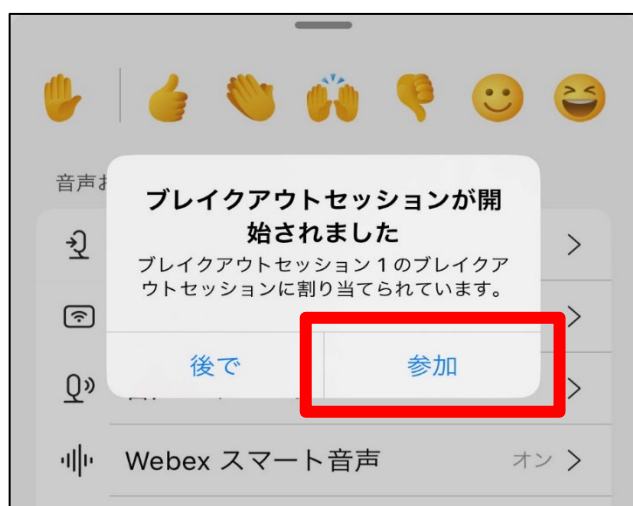 音声
ブレイクアウトセッションが開
始されました
ブレイクアウトセッション 1 のブレイクア
ウトセッションに割り当てられています。
後で
参加
Webex スマート音声
オン